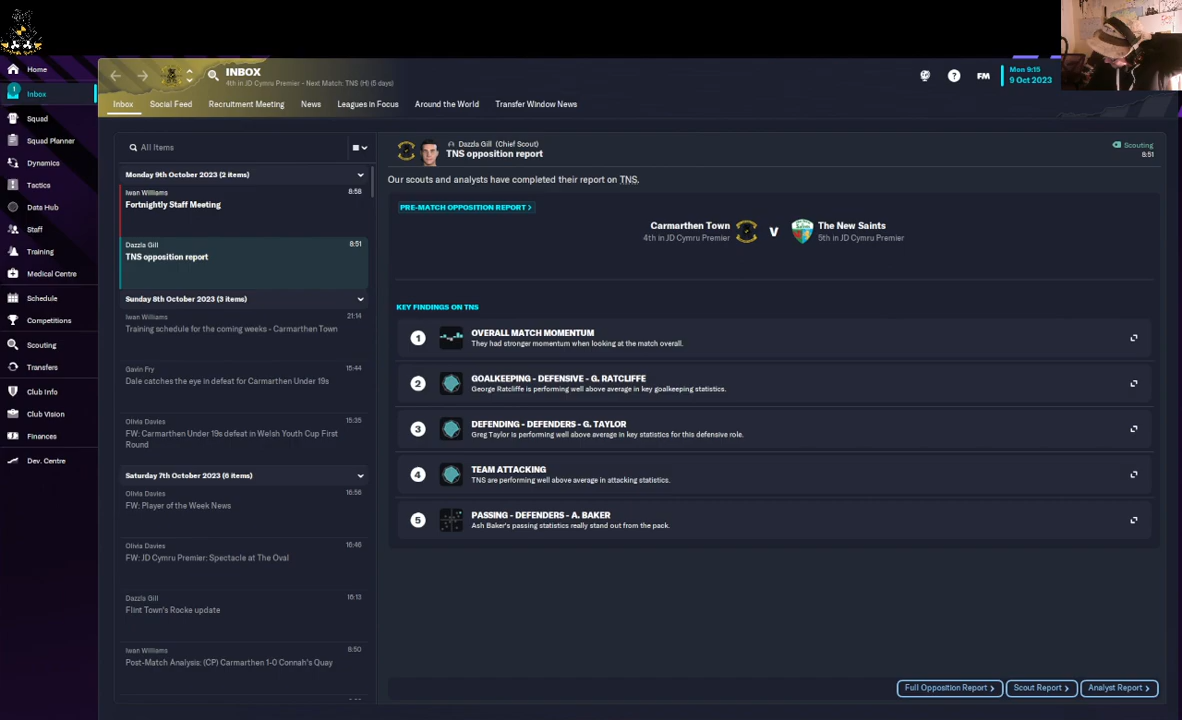 Home
Inbox
1
Squad
Squad Planner
Dynamics
Tactics
Data Hub
Staff
Training
Medical Centre
Schedule
Competitions
Scouting
Transfers
Club Info
Club Vision
Finances
Dev. Centre
INBOX
4th in JD Cymru Premier - Next Match: TNS (H) (5 days)
?
FM
Mon 9:15
9 Oct 2023
Inbox
Social Feed
Recruitment Meeting
News
Leagues in Focus
Around the World
Transfer Window News
All Items
Monday 9th October 2023 (2 items)
Iwan Williams
8:58
Fortnightly Staff Meeting
Dazzla Gill
8:51
TNS opposition report
Sunday 8th October 2023 (3 items)
Iwan Williams
21:14
Training schedule for the coming weeks - Carmarthen Town
Gavin Fry
15:44
Dale catches the eye in defeat for Carmarthen Under 19s
Olivia Davies
15:35
FW: Carmarthen Under 19s defeat in Welsh Youth Cup First
Round
Saturday 7th October 2023 (6 items)
Olivia Davies
16:56
FW: Player of the Week News
Olivia Davies
16:46
FW: JD Cymru Premier: Spectacle at The Oval
Dazzla Gill
16:13
Flint Town's Rocke update
Iwan Williams
8:50
Post-Match Analysis: (CP) Carmarthen 1-0 Connah's Quay
Dazzla Gill (Chief Scout)
TNS opposition report
Scouting
8:51
Our scouts and analysts have completed their report on TNS.
PRE-MATCH OPPOSITION REPORT >
Carmarthen Town
4th in JD Cymru Premier
V
The New Saints
5th in JD Cymru Premier
KEY FINDINGS ON TNS
1
OVERALL MATCH MOMENTUM
They had stronger momentum when looking at the match overall.
2
GOALKEEPING - DEFENSIVE - G. RATCLIFFE
George Ratcliffe is performing well above average in key goalkeeping statistics.
3
DEFENDING - DEFENDERS - G. TAYLOR
Greg Taylor is performing well above average in key statistics for this defensive role.
4
TEAM ATTACKING
TNS are performing well above average in attacking statistics.
5
PASSING - DEFENDERS - A. BAKER
Ash Baker's passing statistics really stand out from the pack.
Full Opposition Report >
Scout Report >
Analyst Report >